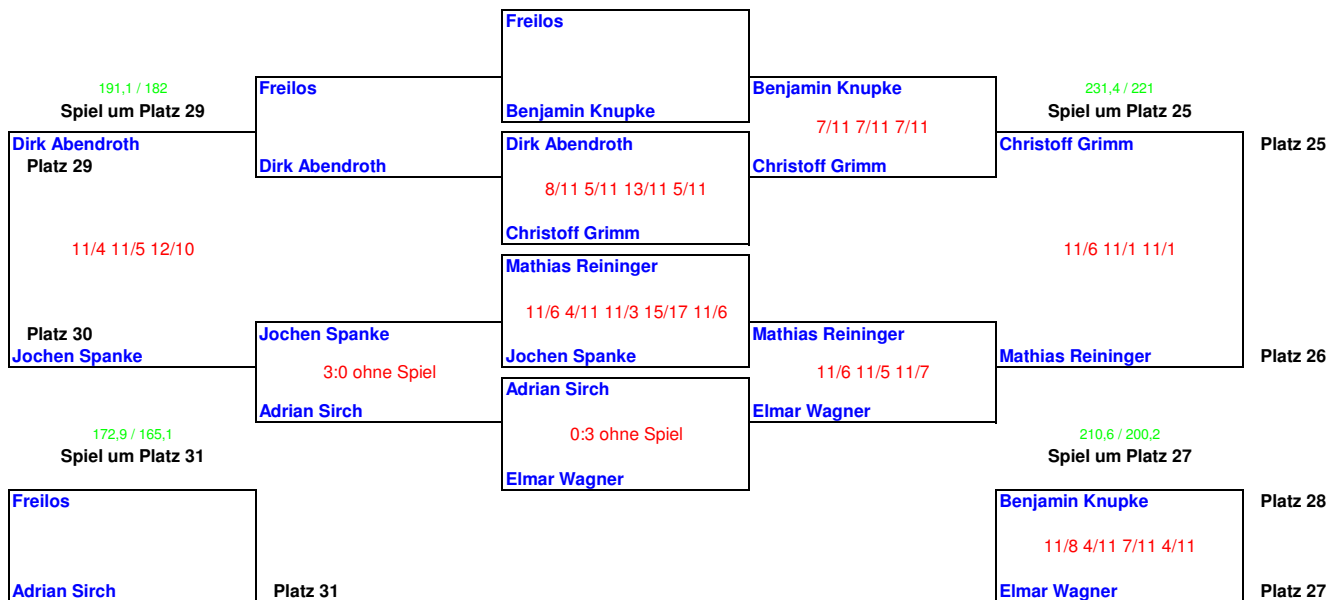 Freilos
191,1 / 182 Freilos Benjamin Knupke 231,4 / 221
Spiel um Platz 29 Benjamin Knupke Spiel um Platz 25
7/11 7/11 7/11
Dirk Abendroth Dirk Abendroth Christoff Grimm Platz 25
Platz 29 Dirk Abendroth Christoff Grimm
8/11 5/11 13/11 5/11
Christoff Grimm
11/4 11/5 12/10 11/6 11/1 11/1
Mathias Reininger
11/6 4/11 11/3 15/17 11/6
Platz 30 Jochen Spanke Mathias Reininger
Jochen Spanke Jochen Spanke Mathias Reininger Platz 26
3:0 ohne Spiel 11/6 11/5 11/7
Adrian Sirch
Adrian Sirch Elmar Wagner
172,9 / 165,1 0:3 ohne Spiel 210,6 / 200,2
Spiel um Platz 31 Spiel um Platz 27
Elmar Wagner
Freilos Benjamin Knupke Platz 28
11/8 4/11 7/11 4/11
Adrian Sirch Platz 31 Elmar Wagner Platz 27